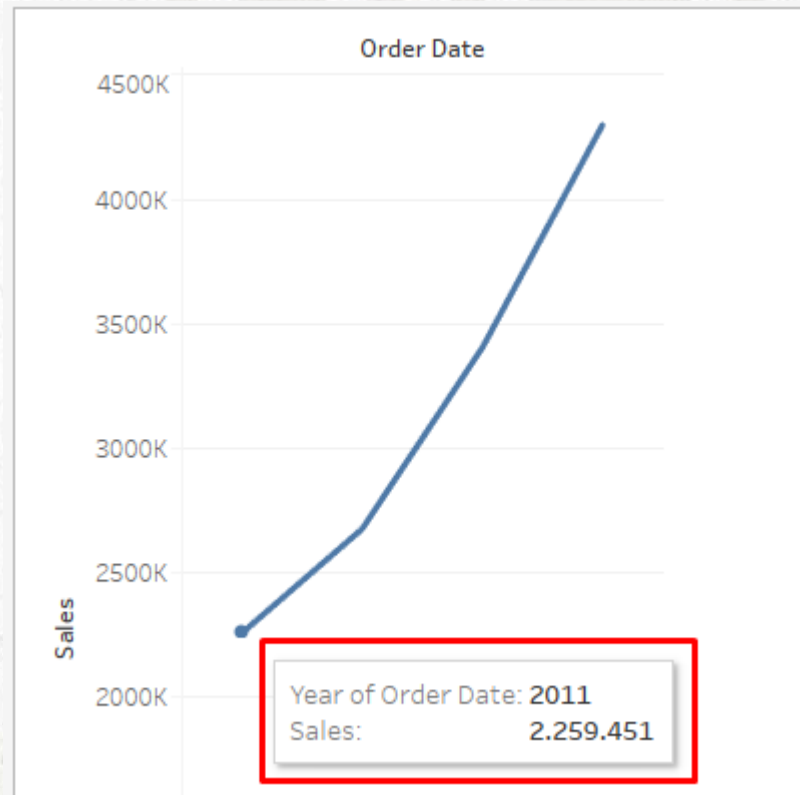 Order Date
4500K
4000K
3500K
3000K
2500K
Sales
2000K
Year of Order Date: 2011
Sales: 2.259.451